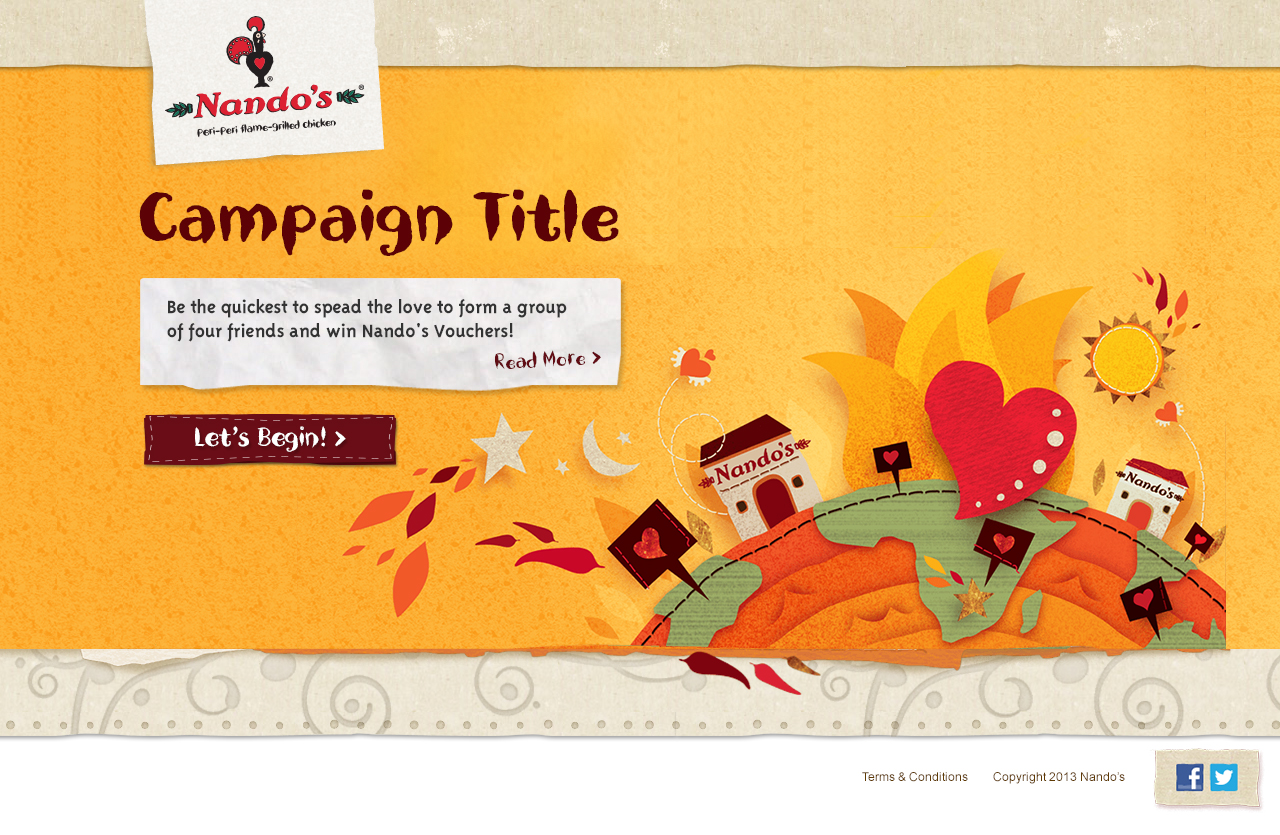 Nando's®
peri-peri flame-grilled chicken
Campaign Title
Be the quickest to spead the love to form a group
of four friends and win Nando's Vouchers!
Read More >
Let's Begin! >
Nando's
Nando's
Terms & Conditions Copyright 2013 Nando's